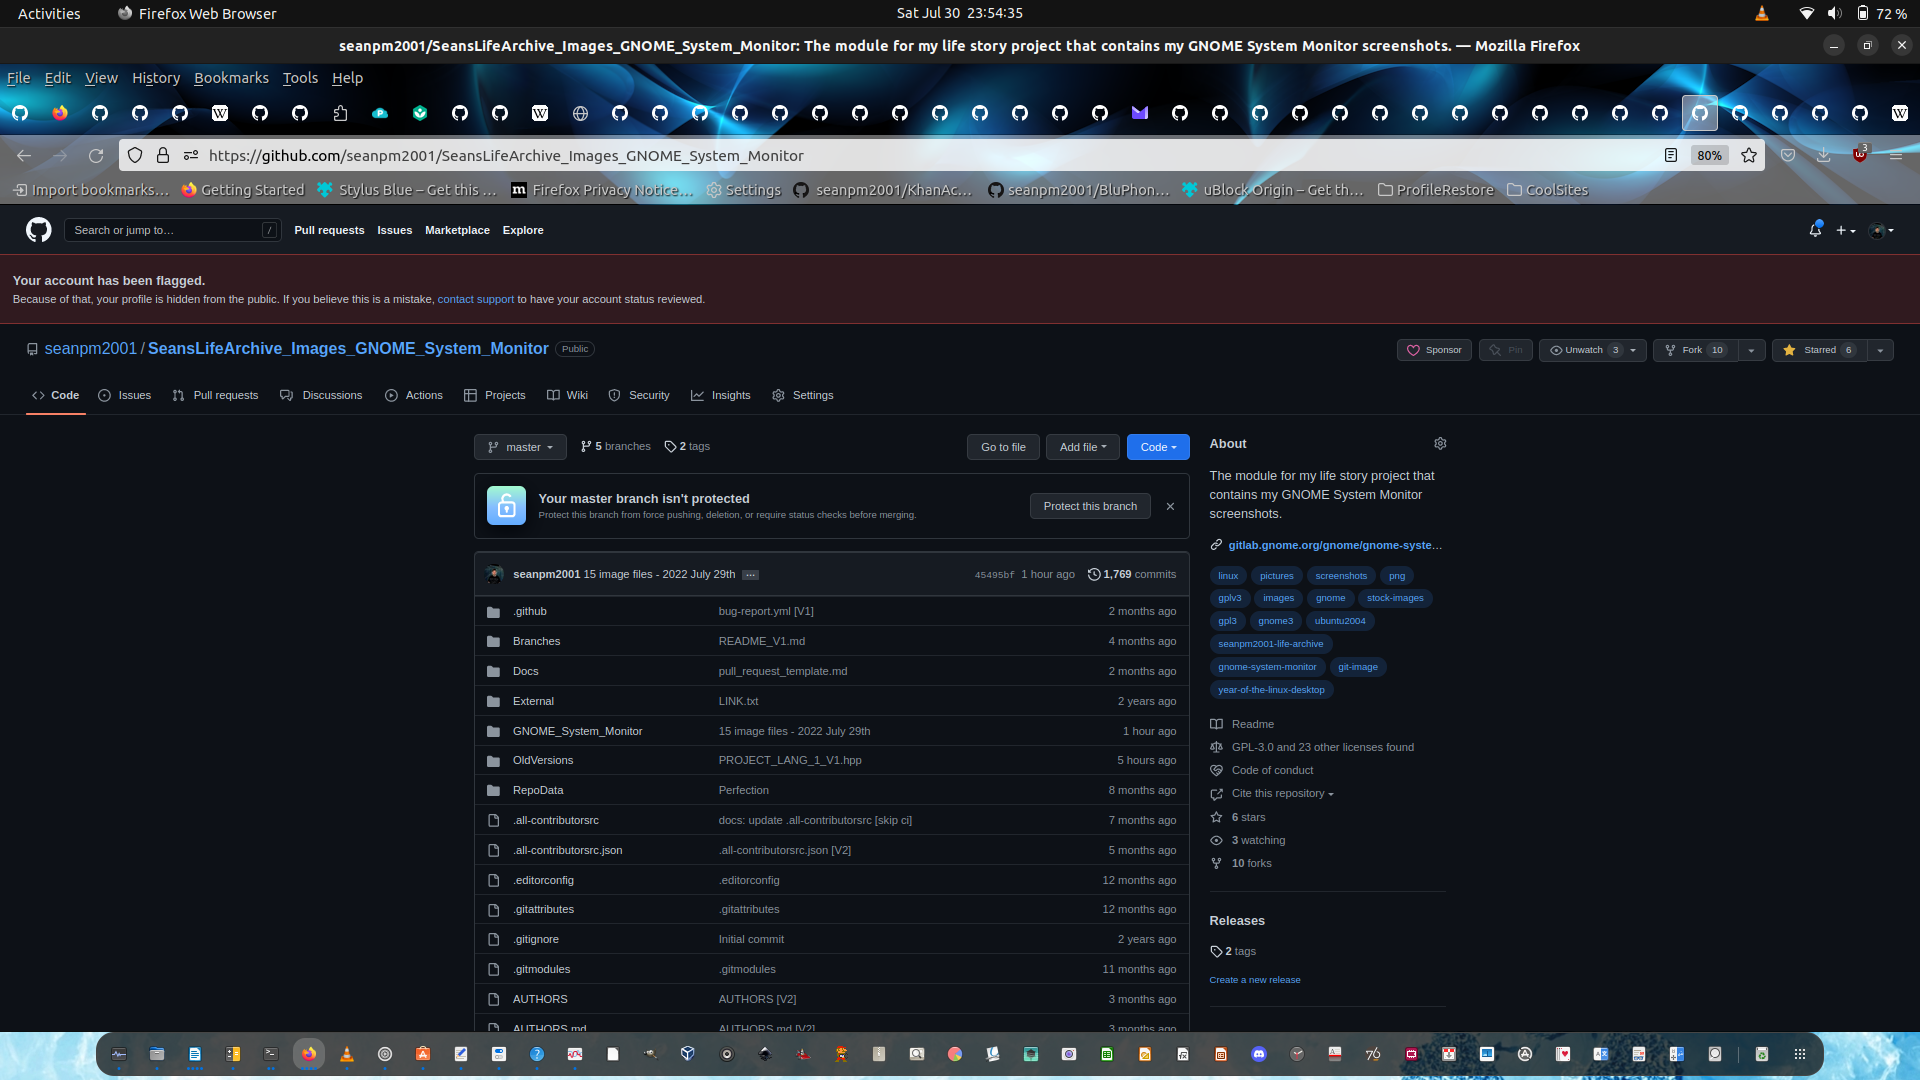 Activities Firefox Web Browser Sat Jul 30 23:54:35 72 %
seanpm2001/SeansLifeArchive_Images_GNOME_System_Monitor: The module for my life story project that contains my GNOME System Monitor screenshots. — Mozilla Firefox
File Edit View History Bookmarks Tools Help
https://github.com/seanpm2001/SeansLifeArchive_Images_GNOME_System_Monitor 80% 3
Import bookmarks… Getting Started Stylus Blue – Get this … Firefox Privacy Notice… Settings seanpm2001/KhanAc… seanpm2001/BluPhon… uBlock Origin – Get th… ProfileRestore CoolSites
Search or jump to… / Pull requests Issues Marketplace Explore
Your account has been flagged.
Because of that, your profile is hidden from the public. If you believe this is a mistake, contact support to have your account status reviewed.
seanpm2001 / SeansLifeArchive_Images_GNOME_System_Monitor Public Sponsor Pin Unwatch 3 Fork 10 Starred 6
Code Issues Pull requests Discussions Actions Projects Wiki Security Insights Settings
master 5 branches 2 tags Go to file Add file Code
Your master branch isn't protected
Protect this branch from force pushing, deletion, or require status checks before merging.
Protect this branch
seanpm2001 15 image files - 2022 July 29th … 45495bf 1 hour ago 1,769 commits
.github bug-report.yml [V1] 2 months ago
Branches README_V1.md 4 months ago
Docs pull_request_template.md 2 months ago
External LINK.txt 2 years ago
GNOME_System_Monitor 15 image files - 2022 July 29th 1 hour ago
OldVersions PROJECT_LANG_1_V1.hpp 5 hours ago
RepoData Perfection 8 months ago
.all-contributorsrc docs: update .all-contributorsrc [skip ci] 7 months ago
.all-contributorsrc.json .all-contributorsrc.json [V2] 5 months ago
.editorconfig .editorconfig 12 months ago
.gitattributes .gitattributes 12 months ago
.gitignore Initial commit 2 years ago
.gitmodules .gitmodules 11 months ago
AUTHORS AUTHORS [V2] 3 months ago
AUTHORS.md AUTHORS.md [V2] 3 months ago
About
The module for my life story project that
contains my GNOME System Monitor
screenshots.
gitlab.gnome.org/gnome/gnome-syste…
linux pictures screenshots png
gplv3 images gnome stock-images
gpl3 gnome3 ubuntu2004
seanpm2001-life-archive
gnome-system-monitor git-image
year-of-the-linux-desktop
Readme
GPL-3.0 and 23 other licenses found
Code of conduct
Cite this repository
6 stars
3 watching
10 forks
Releases
2 tags
Create a new release